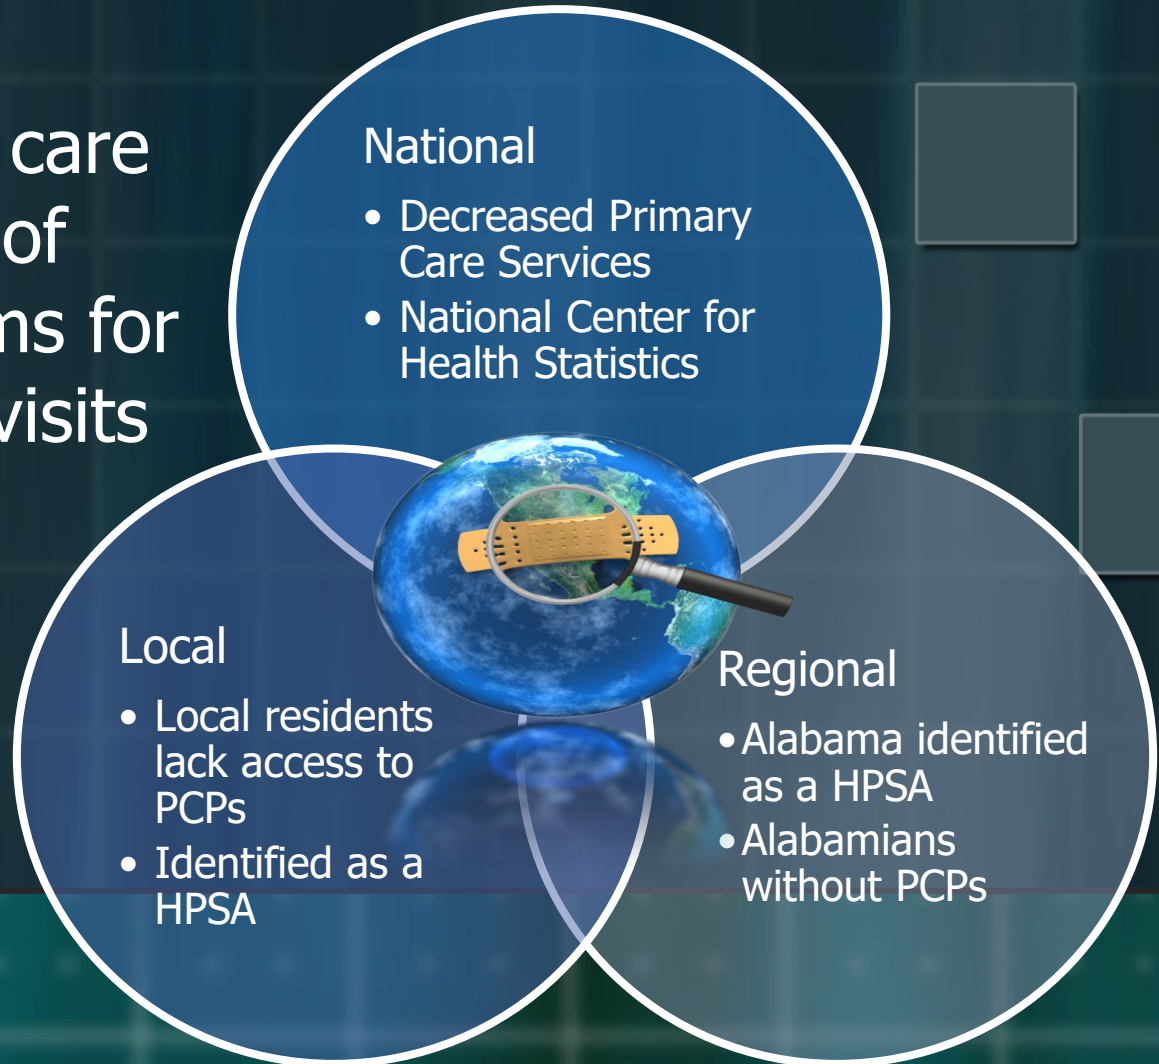 care
of
ms for
visits
National
• Decreased Primary
Care Services
• National Center for
Health Statistics
Local
• Local residents
lack access to
PCPs
• Identified as a
HPSA
Regional
• Alabama identified
as a HPSA
• Alabamians
without PCPs